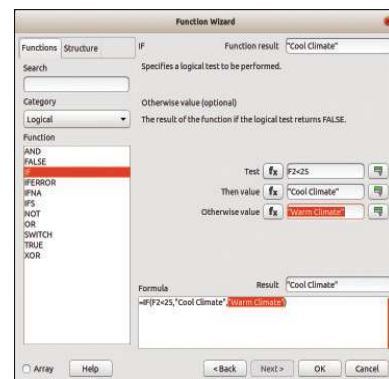 Function Wizard
Functions Structure
IF Function result "Cool Climate"
Search
Specifies a logical test to be performed.
Category
Otherwise value (optional)
Logical
The result of the function if the logical test returns FALSE.
Function
AND
FALSE
IF
IFERROR
IFNA
IFS
NOT
OR
SWITCH
TRUE
XOR
Test fx F2<25
Then value fx "Cool Climate"
Otherwise value fx "Warm Climate"
Formula Result "Cool Climate"
=IF(F2<25,"Cool Climate","Warm Climate")
Array Help < Back Next > OK Cancel